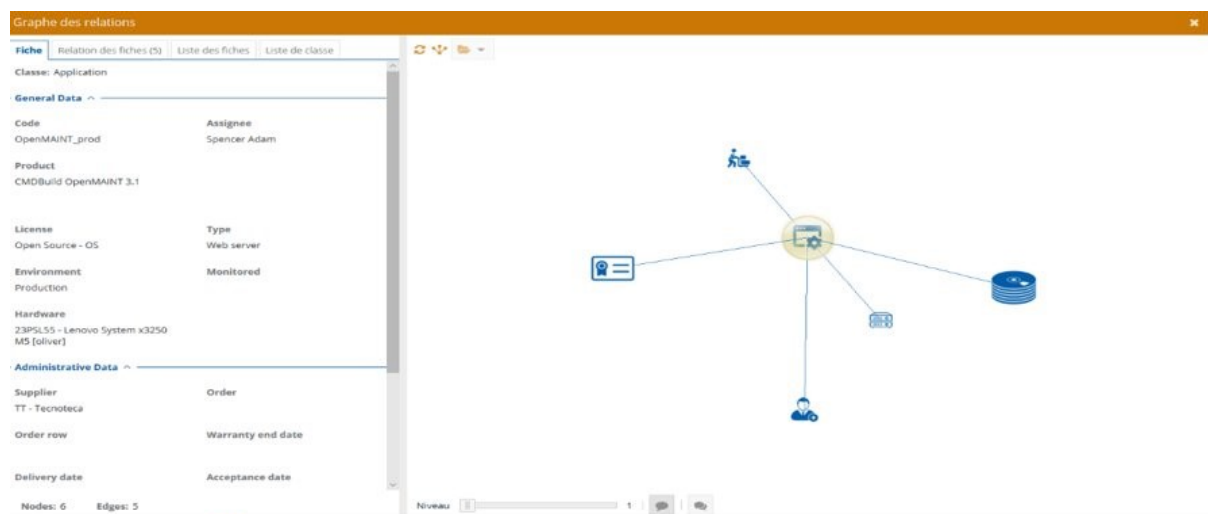 Graphe des relations
Fiche Relation des fiches (5) Liste des fiches Liste de classe
Classe: Application
General Data
Code Assignee
OpenMAINT_prod Spencer Adam
Product
CMDBuild OpenMAINT 3.1
License Type
Open Source - OS Web server
Environment Monitored
Production
Hardware
23PSL55 - Lenovo System x3250
M5 [oliver]
Administrative Data
Supplier Order
TT - Tecnoteca
Order row Warranty end date
Delivery date Acceptance date
Nodes: 6 Edges: 5
Niveau 1